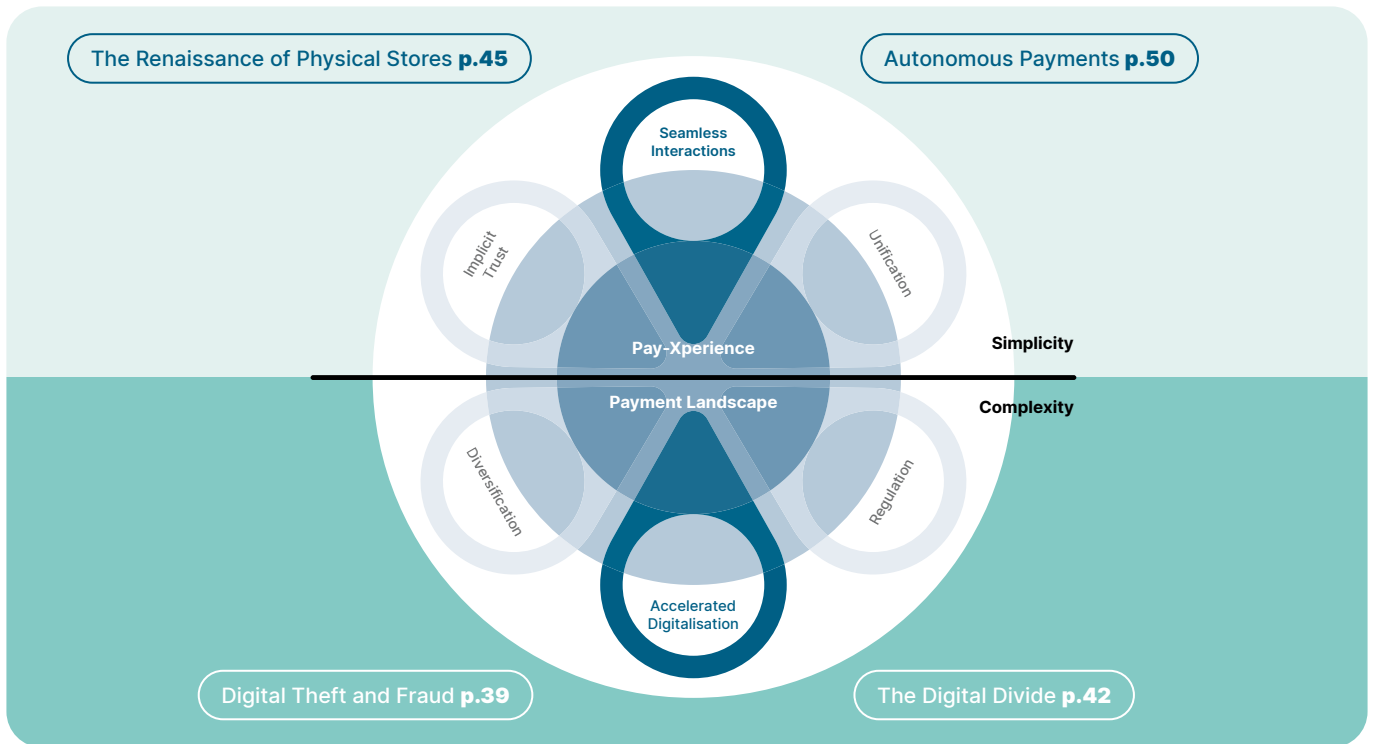 The Renaissance of Physical Stores p.45
Autonomous Payments p.50
Seamless
Interactions
Implicit
Trust
Unification
Pay-Xperience
Simplicity
Payment Landscape
Complexity
Diversification
Regulation
Accelerated
Digitalisation
Digital Theft and Fraud p.39
The Digital Divide p.42